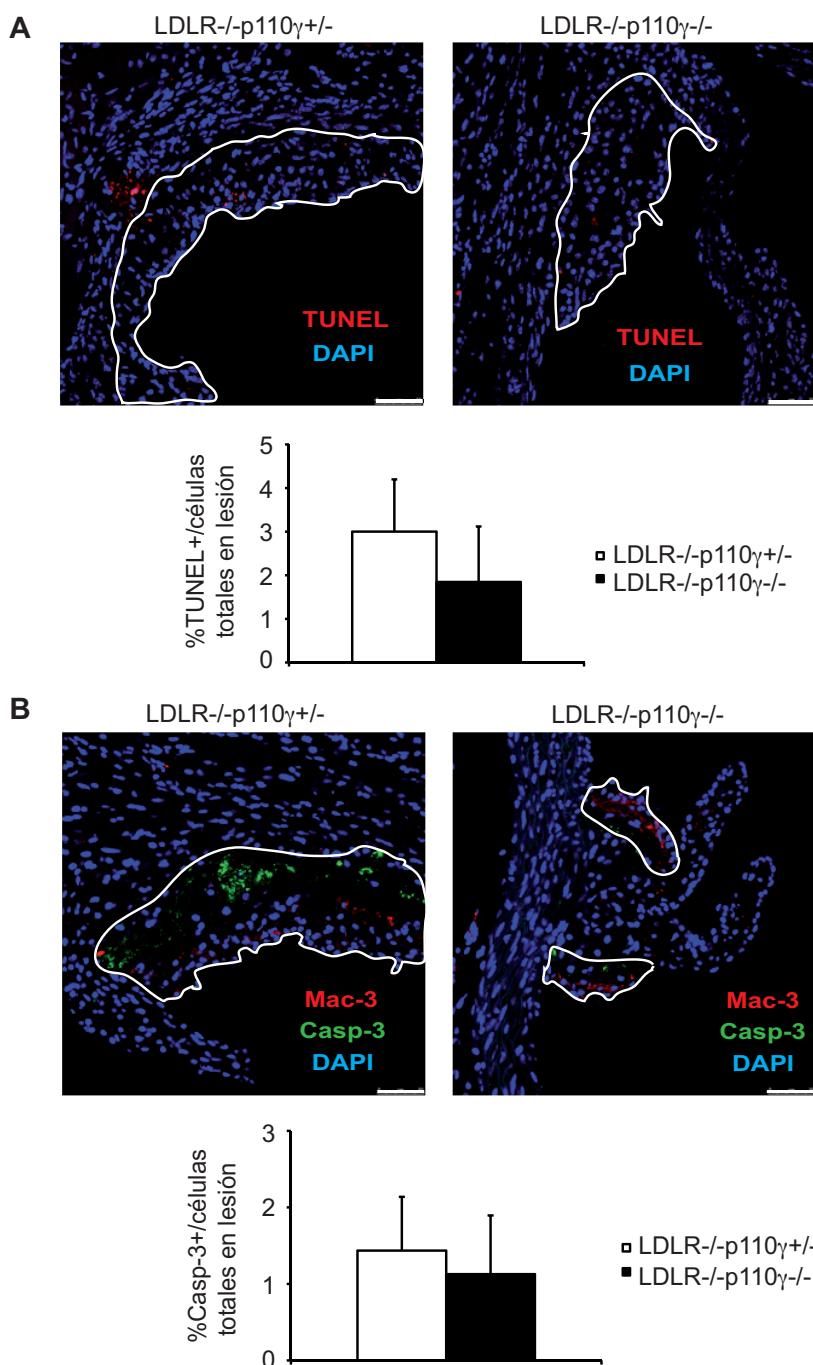 A
LDLR-/-p110γ+/-
LDLR-/-p110γ-/-
TUNEL
DAPI
TUNEL
DAPI
%TUNEL+/células
totales en lesión
5
4
3
2
1
0
LDLR-/-p110γ+/-
LDLR-/-p110γ-/-
B
LDLR-/-p110γ+/-
LDLR-/-p110γ-/-
Mac-3
Casp-3
DAPI
Mac-3
Casp-3
DAPI
%Casp-3+/células
totales en lesión
3
2
1
0
LDLR-/-p110γ+/-
LDLR-/-p110γ-/-